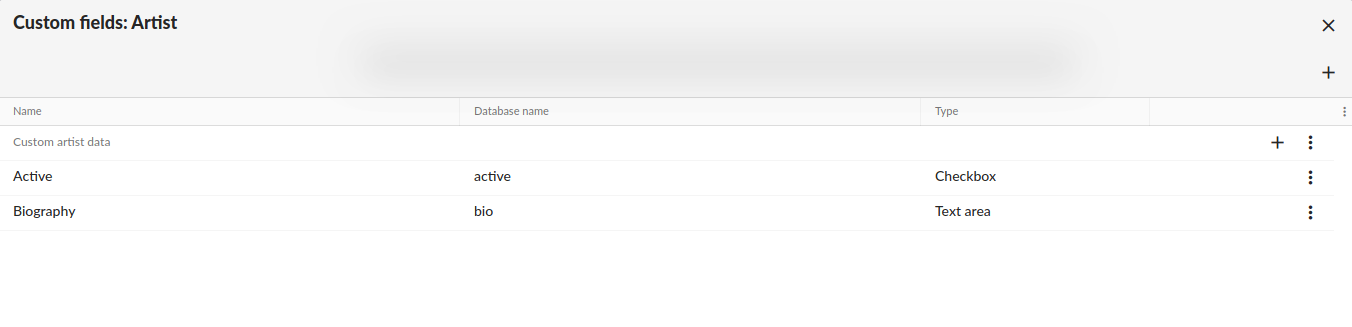 Custom fields: Artist
Name Database name Type
Custom artist data
Active active Checkbox
Biography bio Text area